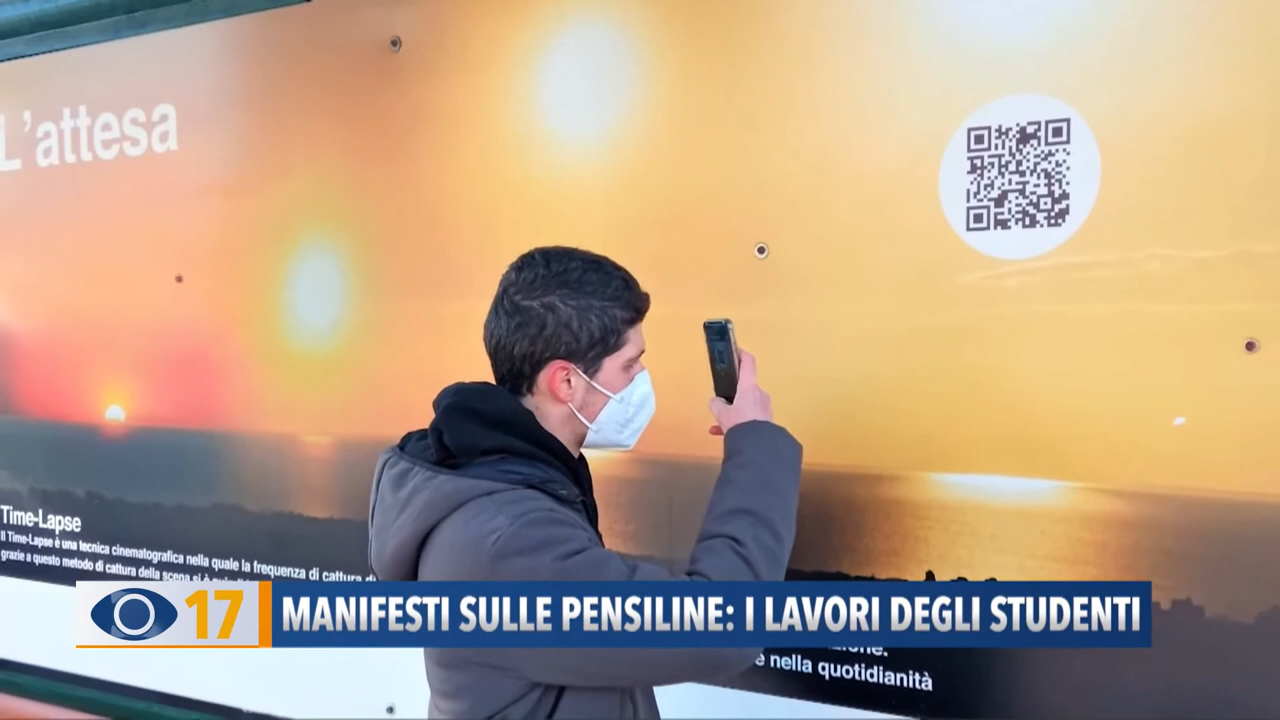 L'attesa
Time-Lapse
Il Time-Lapse è una tecnica cinematografica nella quale la frequenza di cattura di
grazie a questo metodo di cattura della scena si è
17
MANIFESTI SULLE PENSILINE: I LAVORI DEGLI STUDENTI
è nella quotidianità